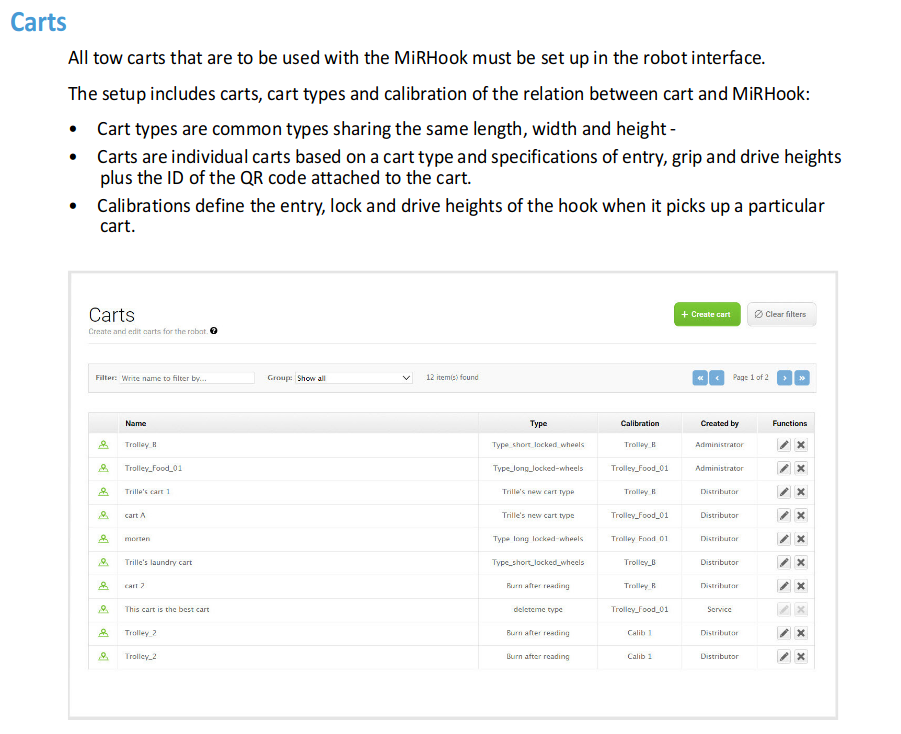 Carts
All tow carts that are to be used with the MiRHook must be set up in the robot interface.
The setup includes carts, cart types and calibration of the relation between cart and MiRHook:
• Cart types are common types sharing the same length, width and height -
• Carts are individual carts based on a cart type and specifications of entry, grip and drive heights
plus the ID of the QR code attached to the cart.
• Calibrations define the entry, lock and drive heights of the hook when it picks up a particular
cart.
Carts
+ Create cart
Clear filters
Create and edit carts for the robot. ?
Filter: Write name to filter by... Group: Show all 12 item(s) found « ‹ Page 1 of 2 › »
Name Type Calibration Created by Functions
Trolley_B Type_short_locked_wheels Trolley_B Administrator
Trolley_Food_01 Type_long_locked-wheels Trolley_Food_01 Administrator
Trille's cart 1 Trille's new cart type Trolley_B Distributor
cart A Trille's new cart type Trolley_Food_01 Distributor
morten Type_long_locked-wheels Trolley_Food_01 Distributor
Trille's laundry cart Type_short_locked_wheels Trolley_B Distributor
cart 2 Burn after reading Trolley_B Distributor
This cart is the best cart deleteme type Trolley_Food_01 Service
Trolley_2 Burn after reading Calib 1 Distributor
Trolley_2 Burn after reading Calib 1 Distributor